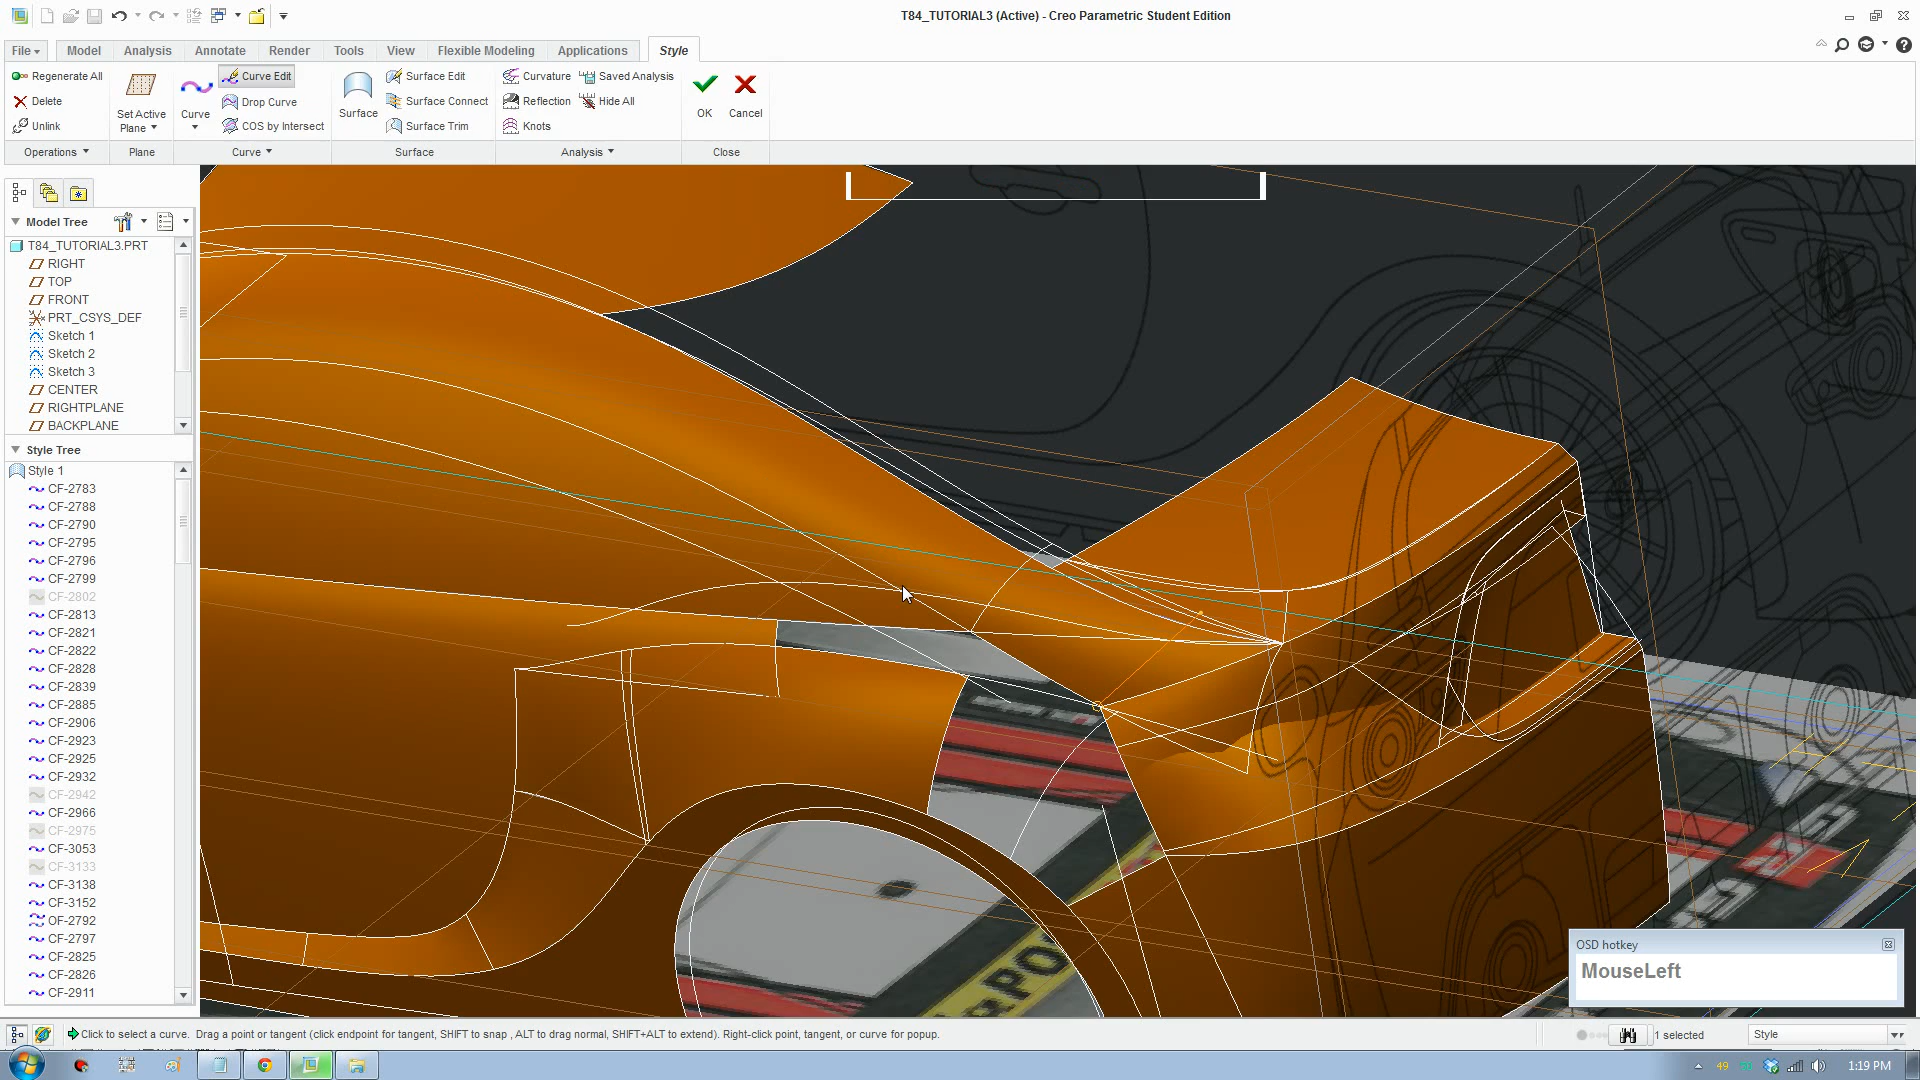 T84_TUTORIAL3 (Active) - Creo Parametric Student Edition
File Model Analysis Annotate Render Tools View Flexible Modeling Applications Style
Regenerate All
Delete
Unlink
Operations
Set Active
Plane
Plane
Curve
Curve Edit
Drop Curve
COS by Intersect
Curve
Surface
Surface Edit
Surface Connect
Surface Trim
Surface
Curvature
Reflection
Knots
Saved Analysis
Hide All
Analysis
OK
Cancel
Close
Model Tree
T84_TUTORIAL3.PRT
RIGHT
TOP
FRONT
PRT_CSYS_DEF
Sketch 1
Sketch 2
Sketch 3
CENTER
RIGHTPLANE
BACKPLANE
Style Tree
Style 1
CF-2783
CF-2788
CF-2790
CF-2795
CF-2796
CF-2799
CF-2802
CF-2813
CF-2821
CF-2822
CF-2828
CF-2839
CF-2885
CF-2906
CF-2923
CF-2925
CF-2932
CF-2942
CF-2966
CF-2975
CF-3053
CF-3133
CF-3138
CF-3152
OF-2792
CF-2797
CF-2825
CF-2826
CF-2911
OSD hotkey
MouseLeft
Click to select a curve. Drag a point or tangent (click endpoint for tangent, SHIFT to snap , ALT to drag normal, SHIFT+ALT to extend). Right-click point, tangent, or curve for popup.
1 selected
Style
49
1:19 PM